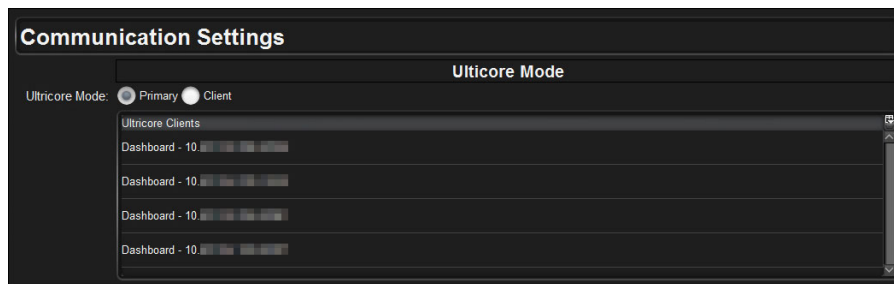 Communication Settings
Ulticore Mode
Ultricore Mode: Primary Client
Ultricore Clients
Dashboard - 10.
Dashboard - 10.
Dashboard - 10.
Dashboard - 10.